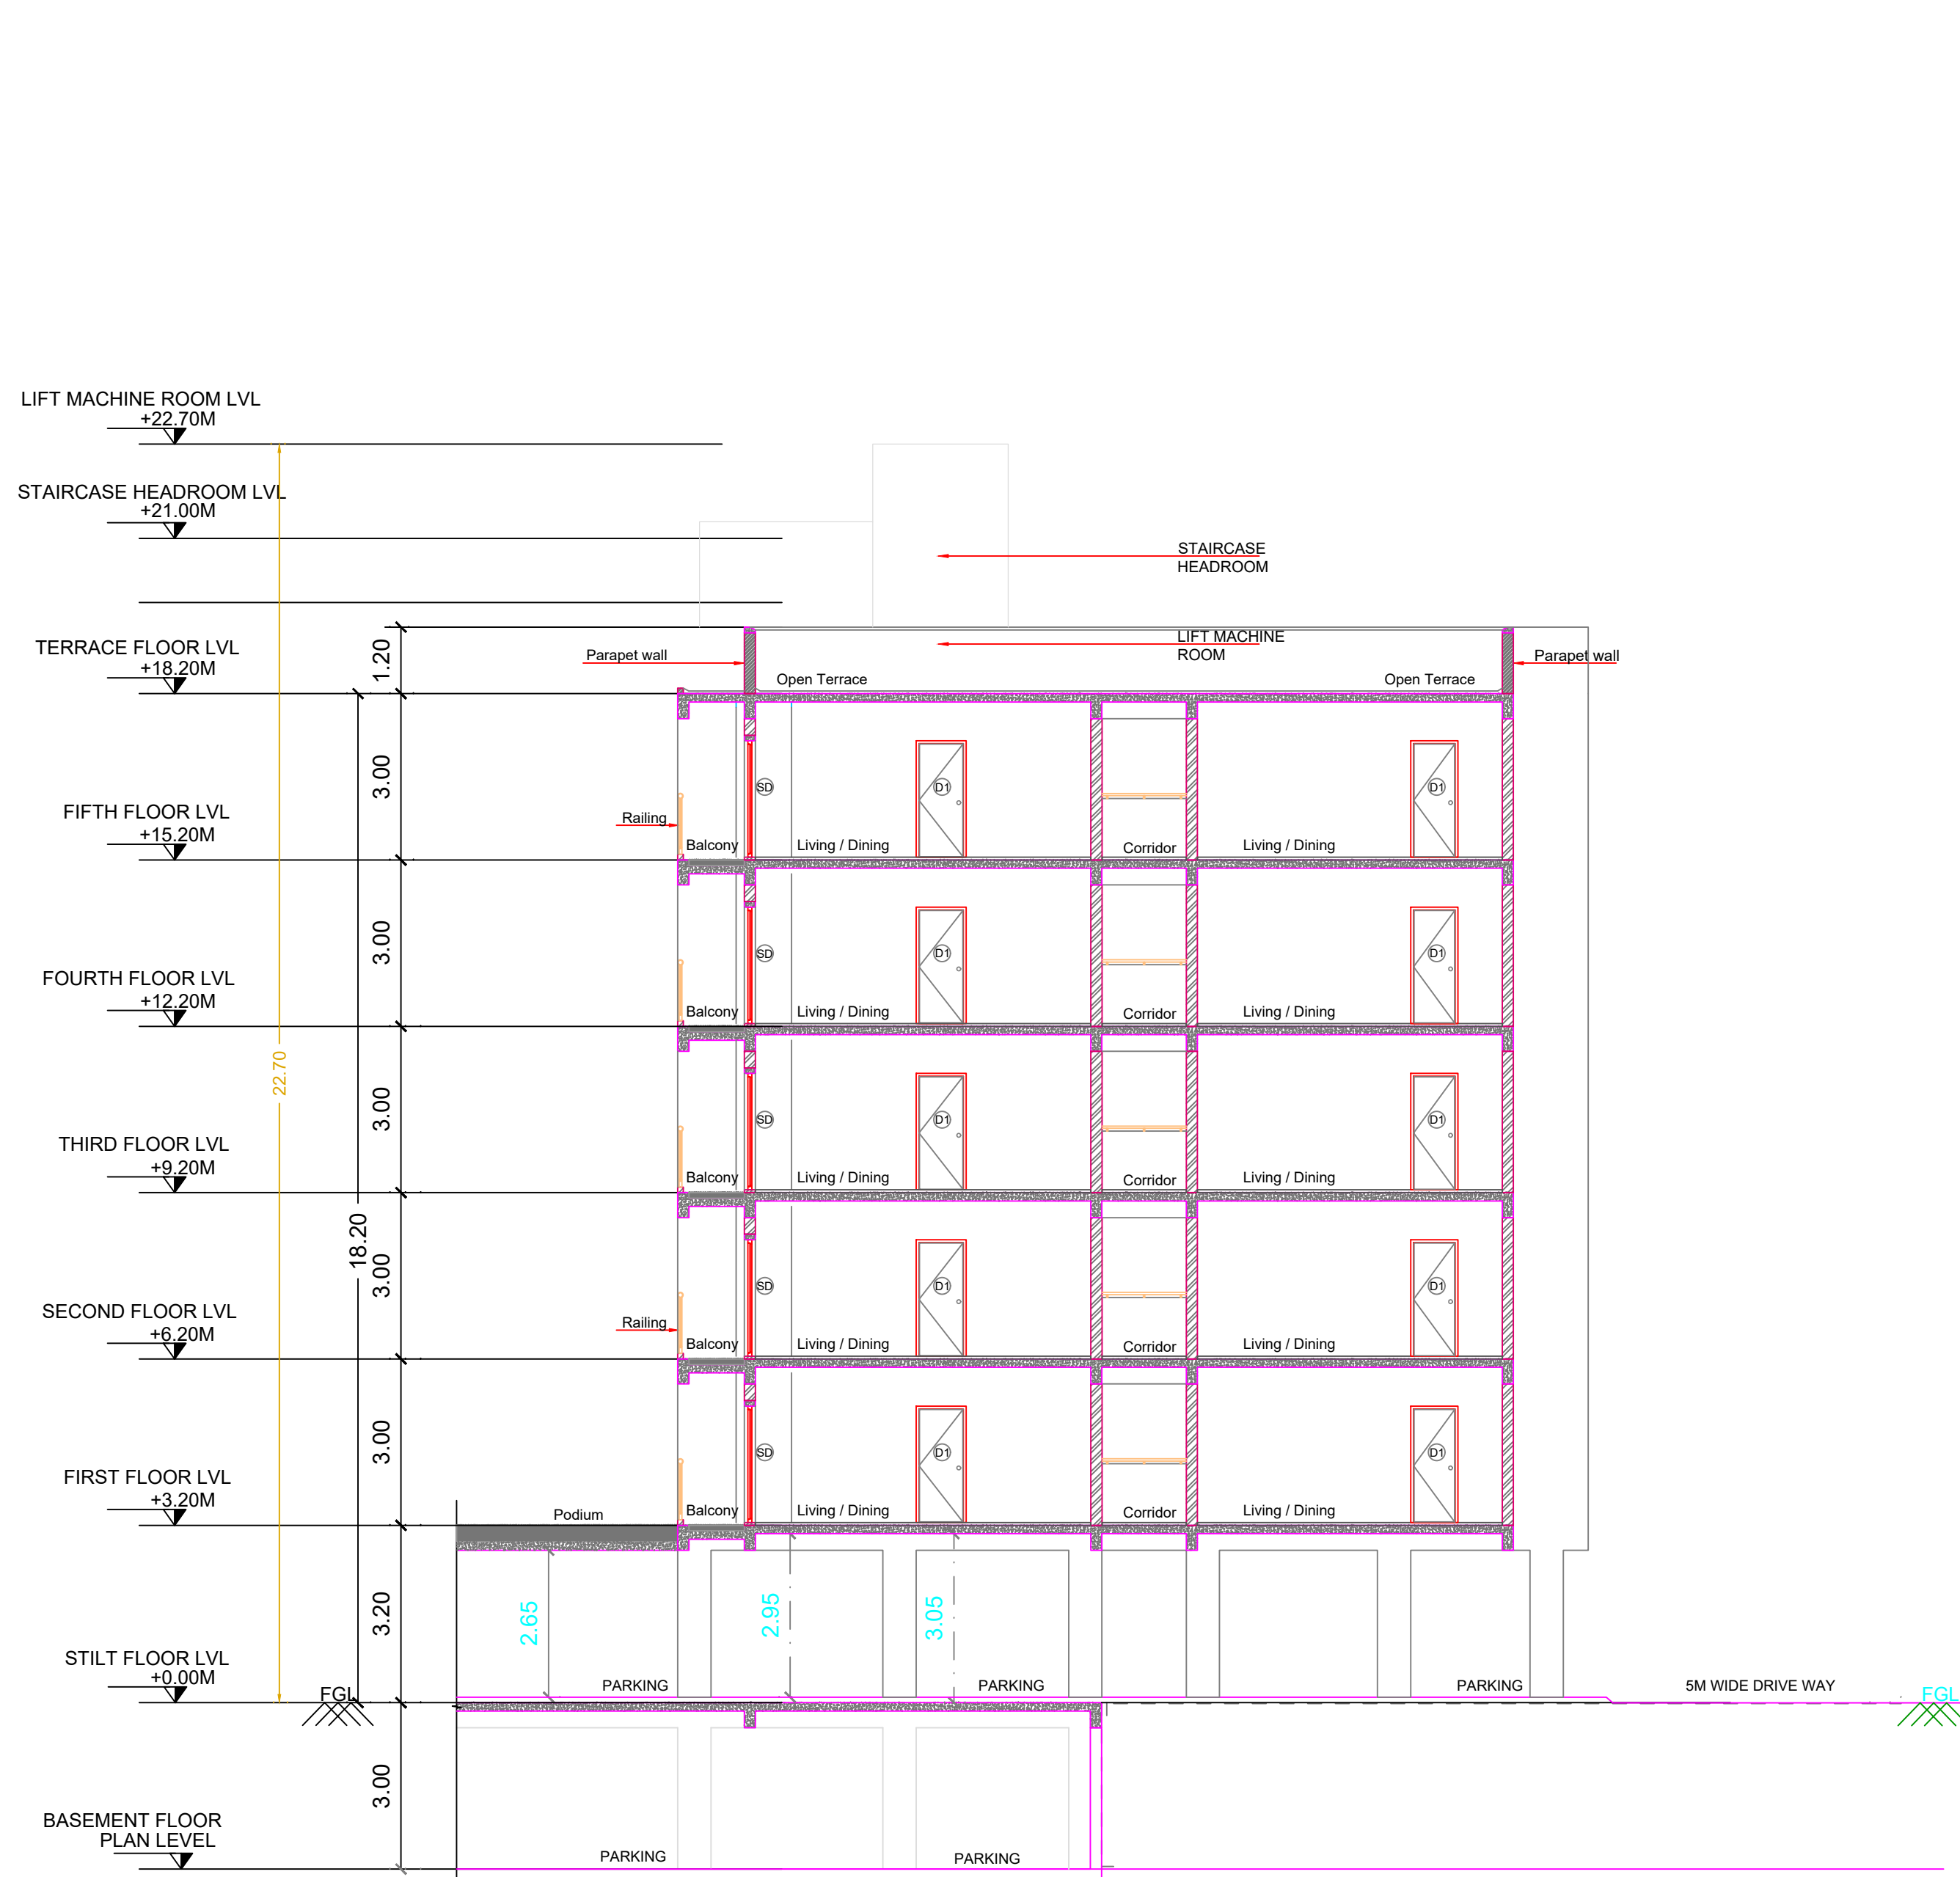 LIFT MACHINE ROOM LVL
+22.70M
STAIRCASE HEADROOM LVL
+21.00M
STAIRCASE
HEADROOM
TERRACE FLOOR LVL
+18.20M
1.20
Parapet wall
LIFT MACHINE
ROOM
Parapet wall
Open Terrace
Open Terrace
3.00
SD
D1
D1
FIFTH FLOOR LVL
+15.20M
Railing
Balcony
Living / Dining
Corridor
Living / Dining
3.00
SD
D1
D1
FOURTH FLOOR LVL
+12.20M
Balcony
Living / Dining
Corridor
Living / Dining
22.70
3.00
SD
D1
D1
THIRD FLOOR LVL
+9.20M
Balcony
Living / Dining
Corridor
Living / Dining
18.20
3.00
SD
D1
D1
SECOND FLOOR LVL
+6.20M
Railing
Balcony
Living / Dining
Corridor
Living / Dining
3.00
SD
D1
D1
FIRST FLOOR LVL
+3.20M
Podium
Balcony
Living / Dining
Corridor
Living / Dining
3.20
2.65
2.95
3.05
STILT FLOOR LVL
+0.00M
FGL
PARKING
PARKING
PARKING
5M WIDE DRIVE WAY
FGL
3.00
BASEMENT FLOOR
PLAN LEVEL
PARKING
PARKING